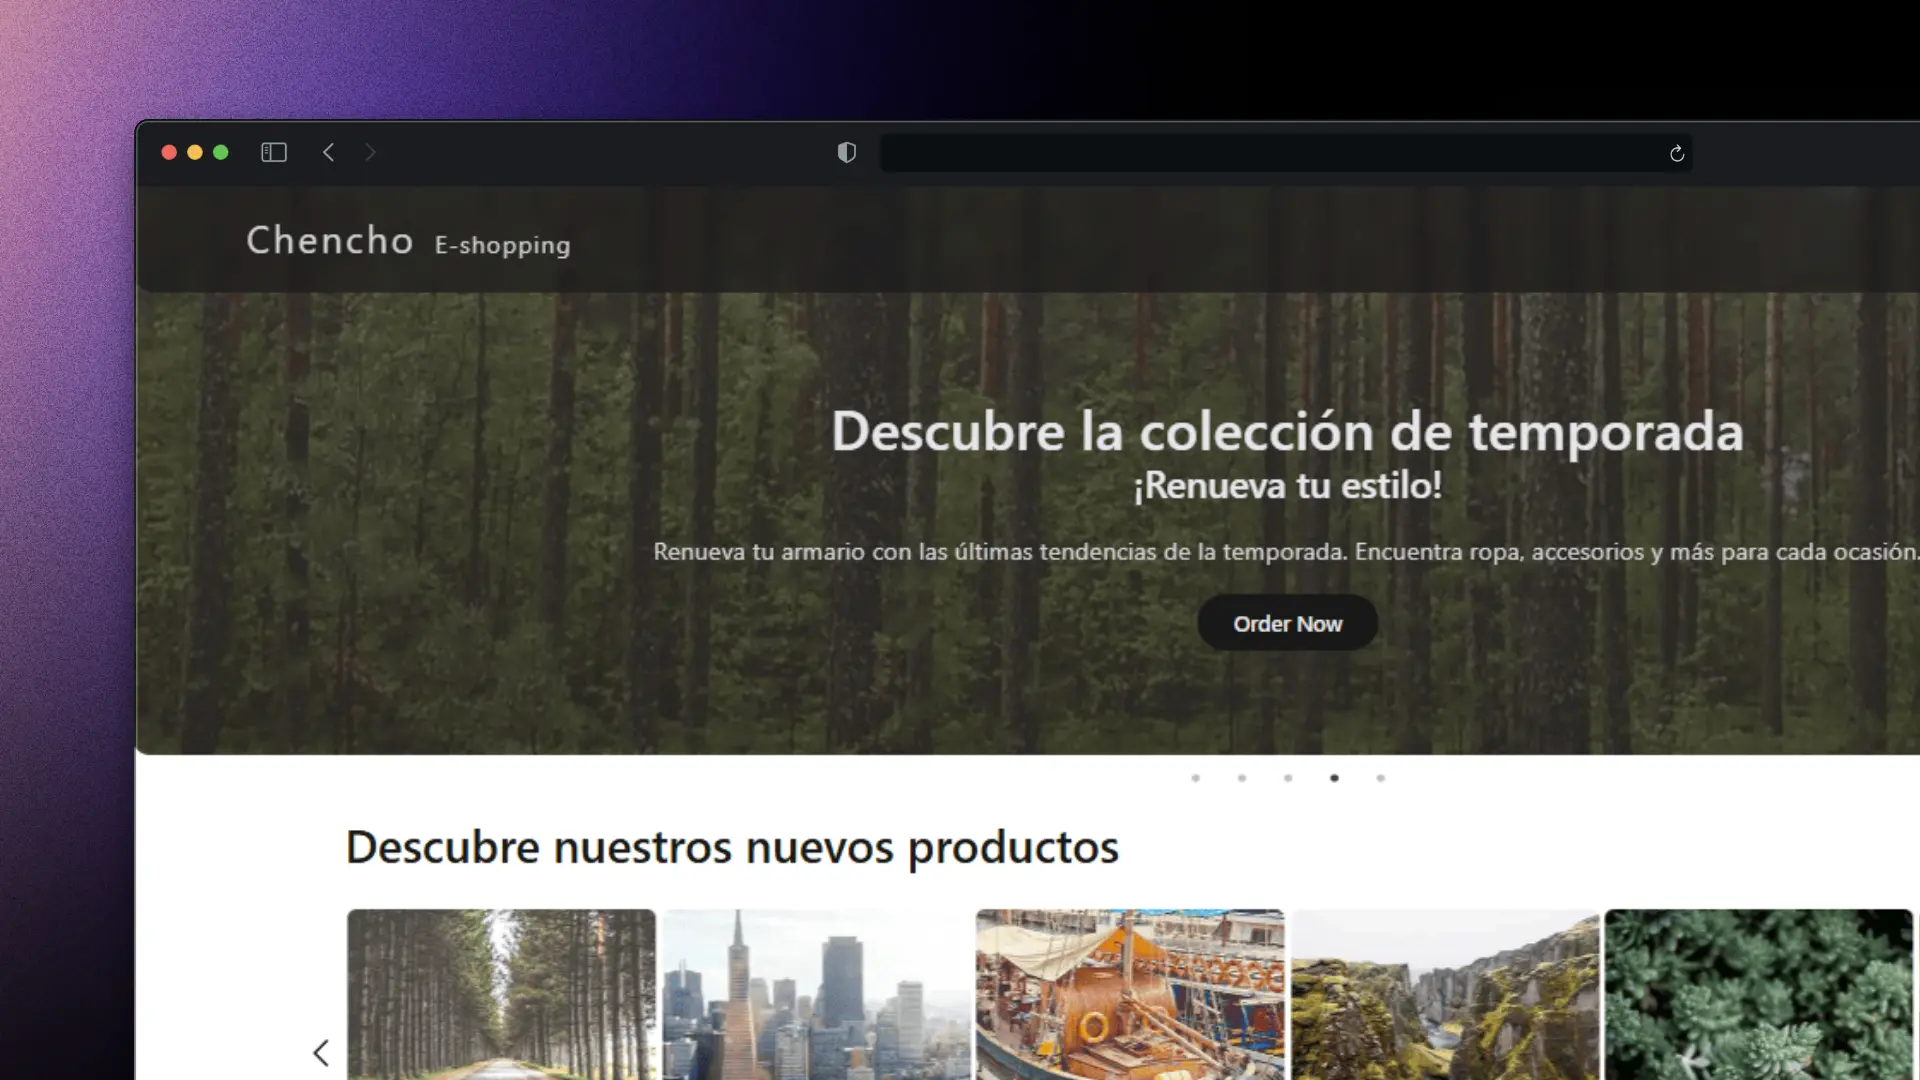 Chencho E-shopping
Descubre la colección de temporada
¡Renueva tu estilo!
Renueva tu armario con las últimas tendencias de la temporada. Encuentra ropa, accesorios y más para cada ocasión.
Order Now
Descubre nuestros nuevos productos